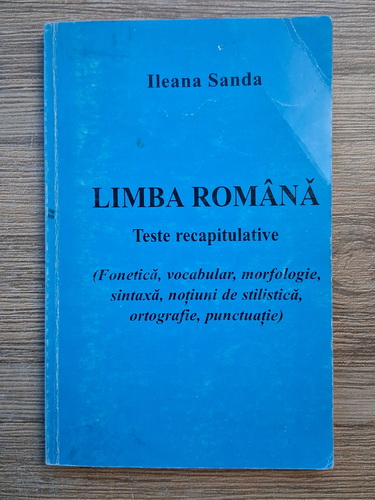 Ileana Sanda
LIMBA ROMÂNĂ
Teste recapitulative
(Fonetică, vocabular, morfologie,
sintaxă, noțiuni de stilistică,
ortografie, punctuație)